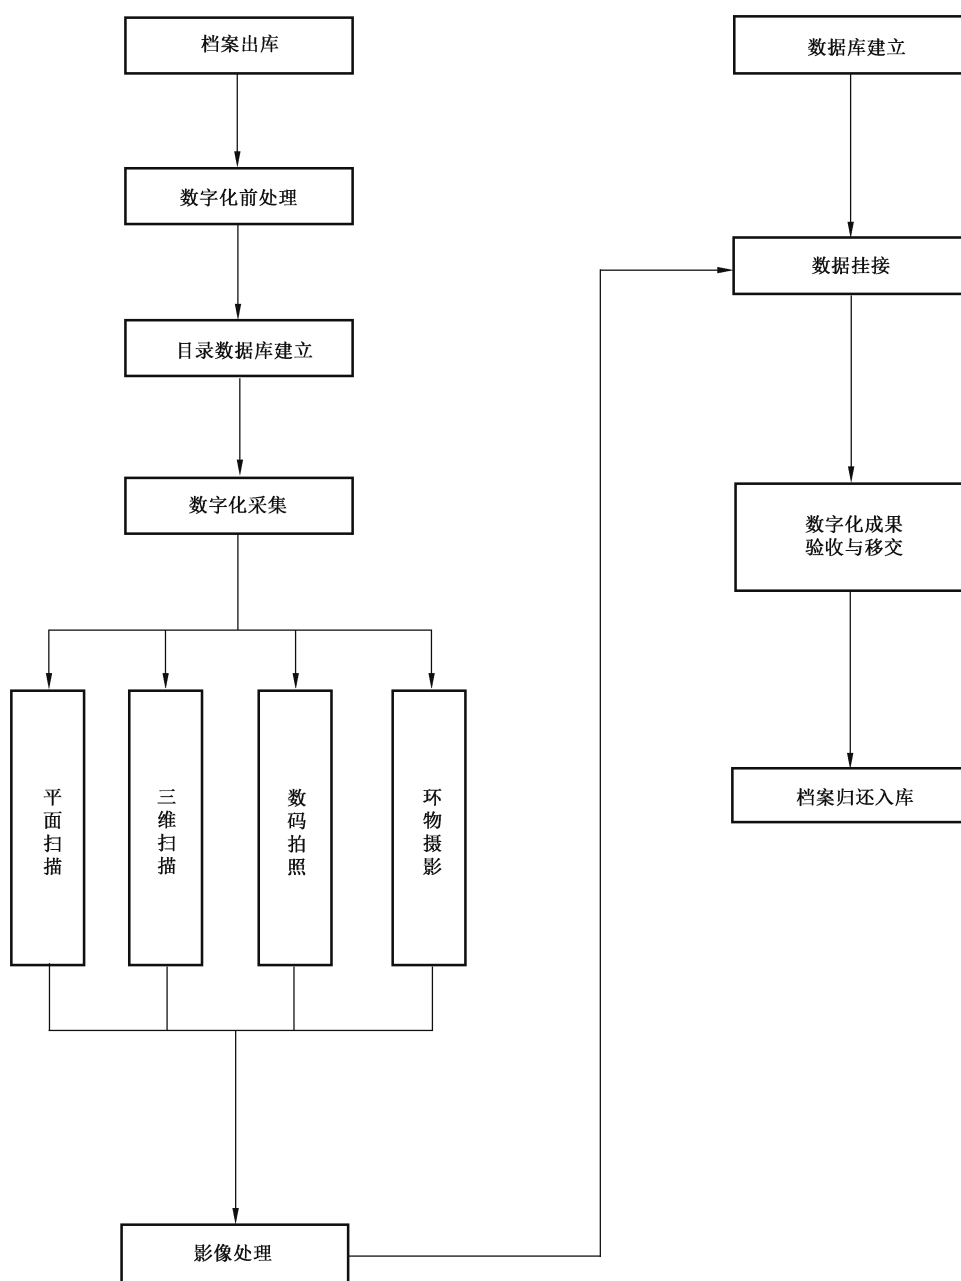 档案出库
数字化前处理
目录数据库建立
数字化采集
平面扫描
三维扫描
数码拍照
环物摄影
影像处理
数据库建立
数据挂接
数字化成果
验收与移交
档案归还入库